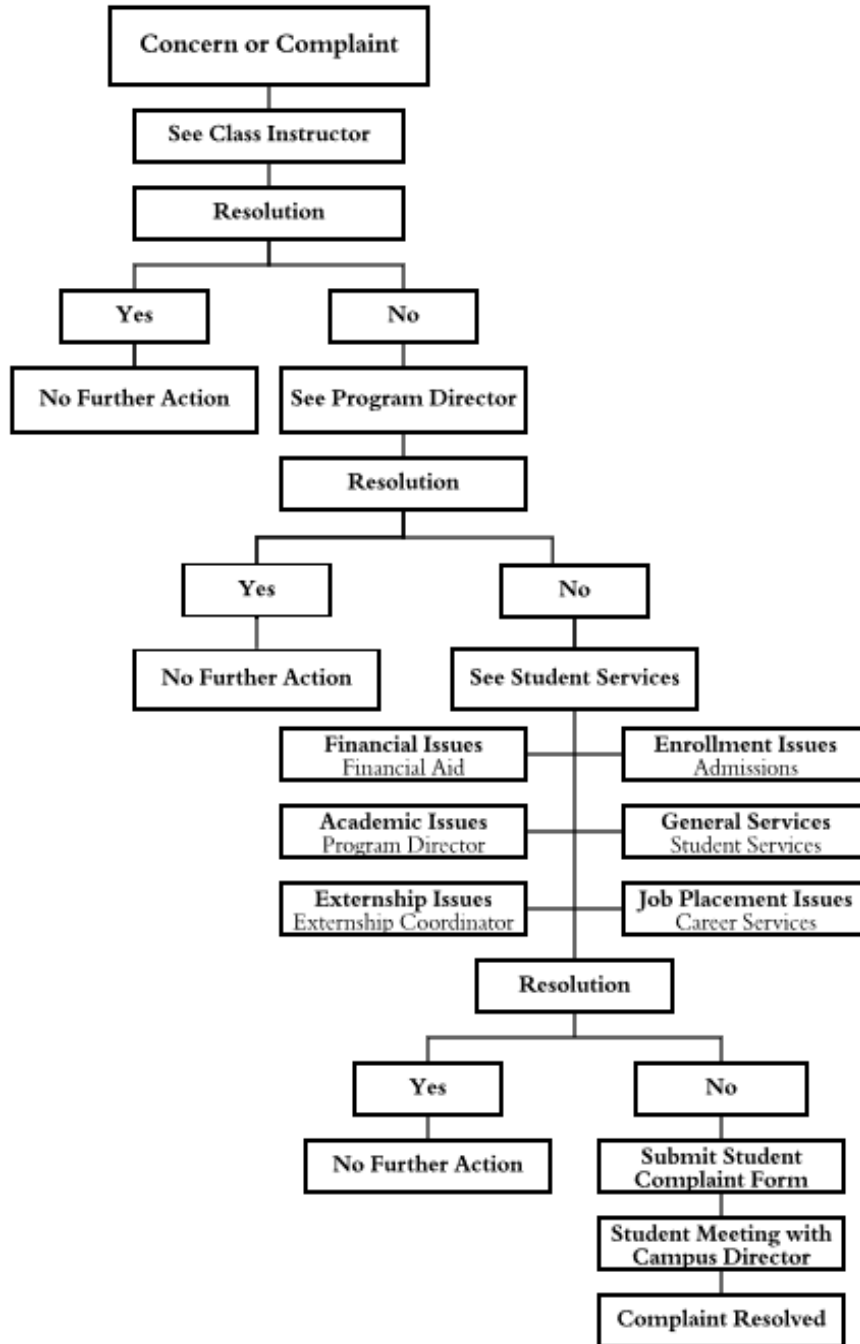 Concern or Complaint
See Class Instructor
Resolution
Yes
No
No Further Action
See Program Director
Resolution
Yes
No
No Further Action
See Student Services
Financial Issues
Financial Aid
Enrollment Issues
Admissions
Academic Issues
Program Director
General Services
Student Services
Externship Issues
Externship Coordinator
Job Placement Issues
Career Services
Resolution
Yes
No
No Further Action
Submit Student
Complaint Form
Student Meeting with
Campus Director
Complaint Resolved